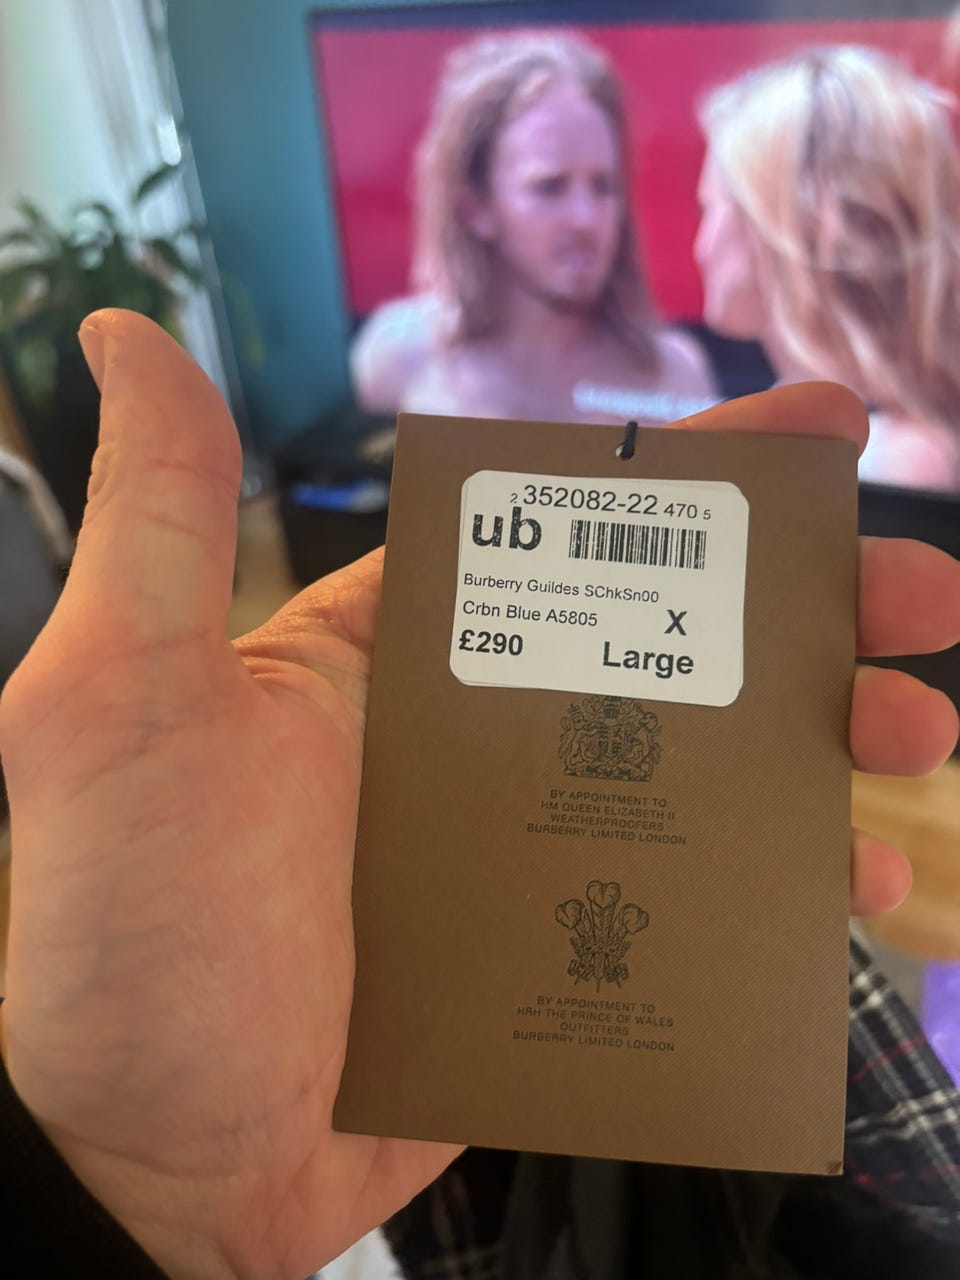 2 352082-22 470 5
ub
Burberry Guildes SChkSn00
Crbn Blue A5805
X
£290
Large
BY APPOINTMENT TO
HM QUEEN ELIZABETH II
WEATHERPROOFERS
BURBERRY LIMITED LONDON
BY APPOINTMENT TO
HRH THE PRINCE OF WALES
OUTFITTERS
BURBERRY LIMITED LONDON